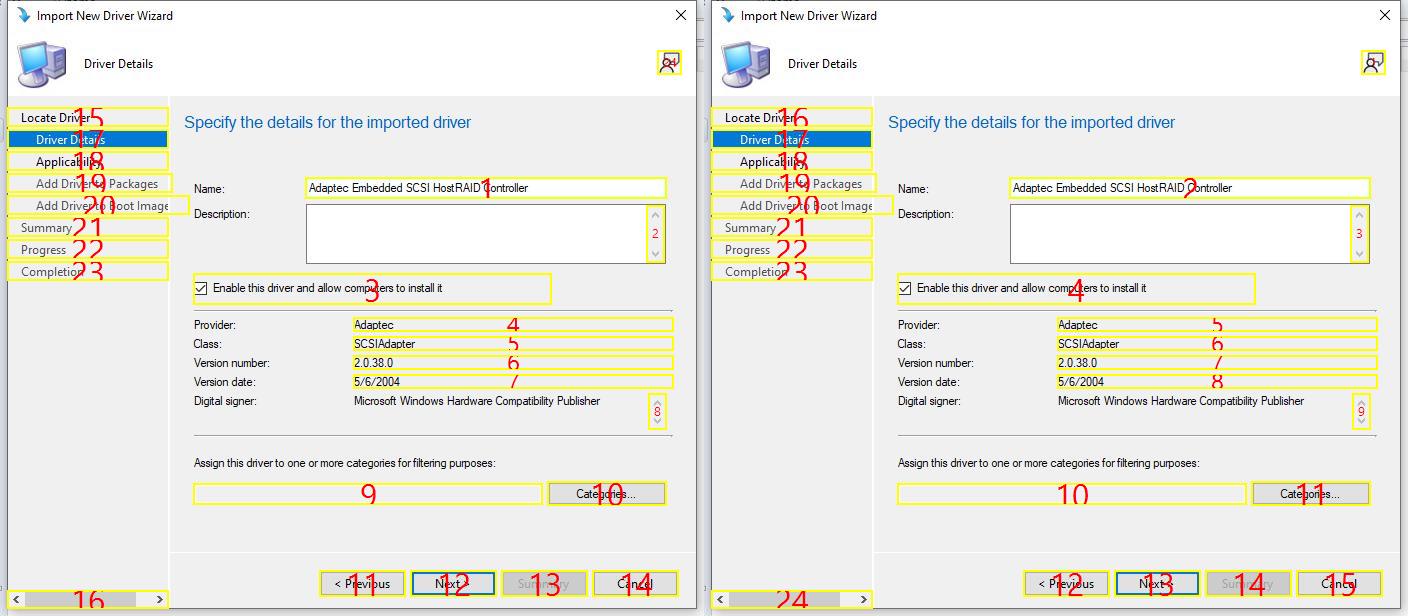 Import New Driver Wizard
Driver Details
24
Locate Driver 15
Driver Details 17
Applicability 18
Add Driver to Packages 19
Add Driver to Boot Image 20
Summary 21
Progress 22
Completion 23
16
Specify the details for the imported driver
Name: Adaptec Embedded SCSI HostRAID Controller 1
Description: 2
Enable this driver and allow computers to install it 3
Provider: Adaptec 4
Class: SCSIAdapter 5
Version number: 2.0.38.0 6
Version date: 5/6/2004 7
Digital signer: Microsoft Windows Hardware Compatibility Publisher 8
Assign this driver to one or more categories for filtering purposes:
9 Categories... 10
< Previous 11 Next > 12 Summary 13 Cancel 14
Import New Driver Wizard
Driver Details
Locate Driver 16
Driver Details 17
Applicability 18
Add Driver to Packages 19
Add Driver to Boot Image 20
Summary 21
Progress 22
Completion 23
24
Specify the details for the imported driver
Name: Adaptec Embedded SCSI HostRAID Controller 2
Description: 3
Enable this driver and allow computers to install it 4
Provider: Adaptec 5
Class: SCSIAdapter 6
Version number: 2.0.38.0 7
Version date: 5/6/2004 8
Digital signer: Microsoft Windows Hardware Compatibility Publisher 9
Assign this driver to one or more categories for filtering purposes:
10 Categories... 11
< Previous 12 Next > 13 Summary 14 Cancel 15